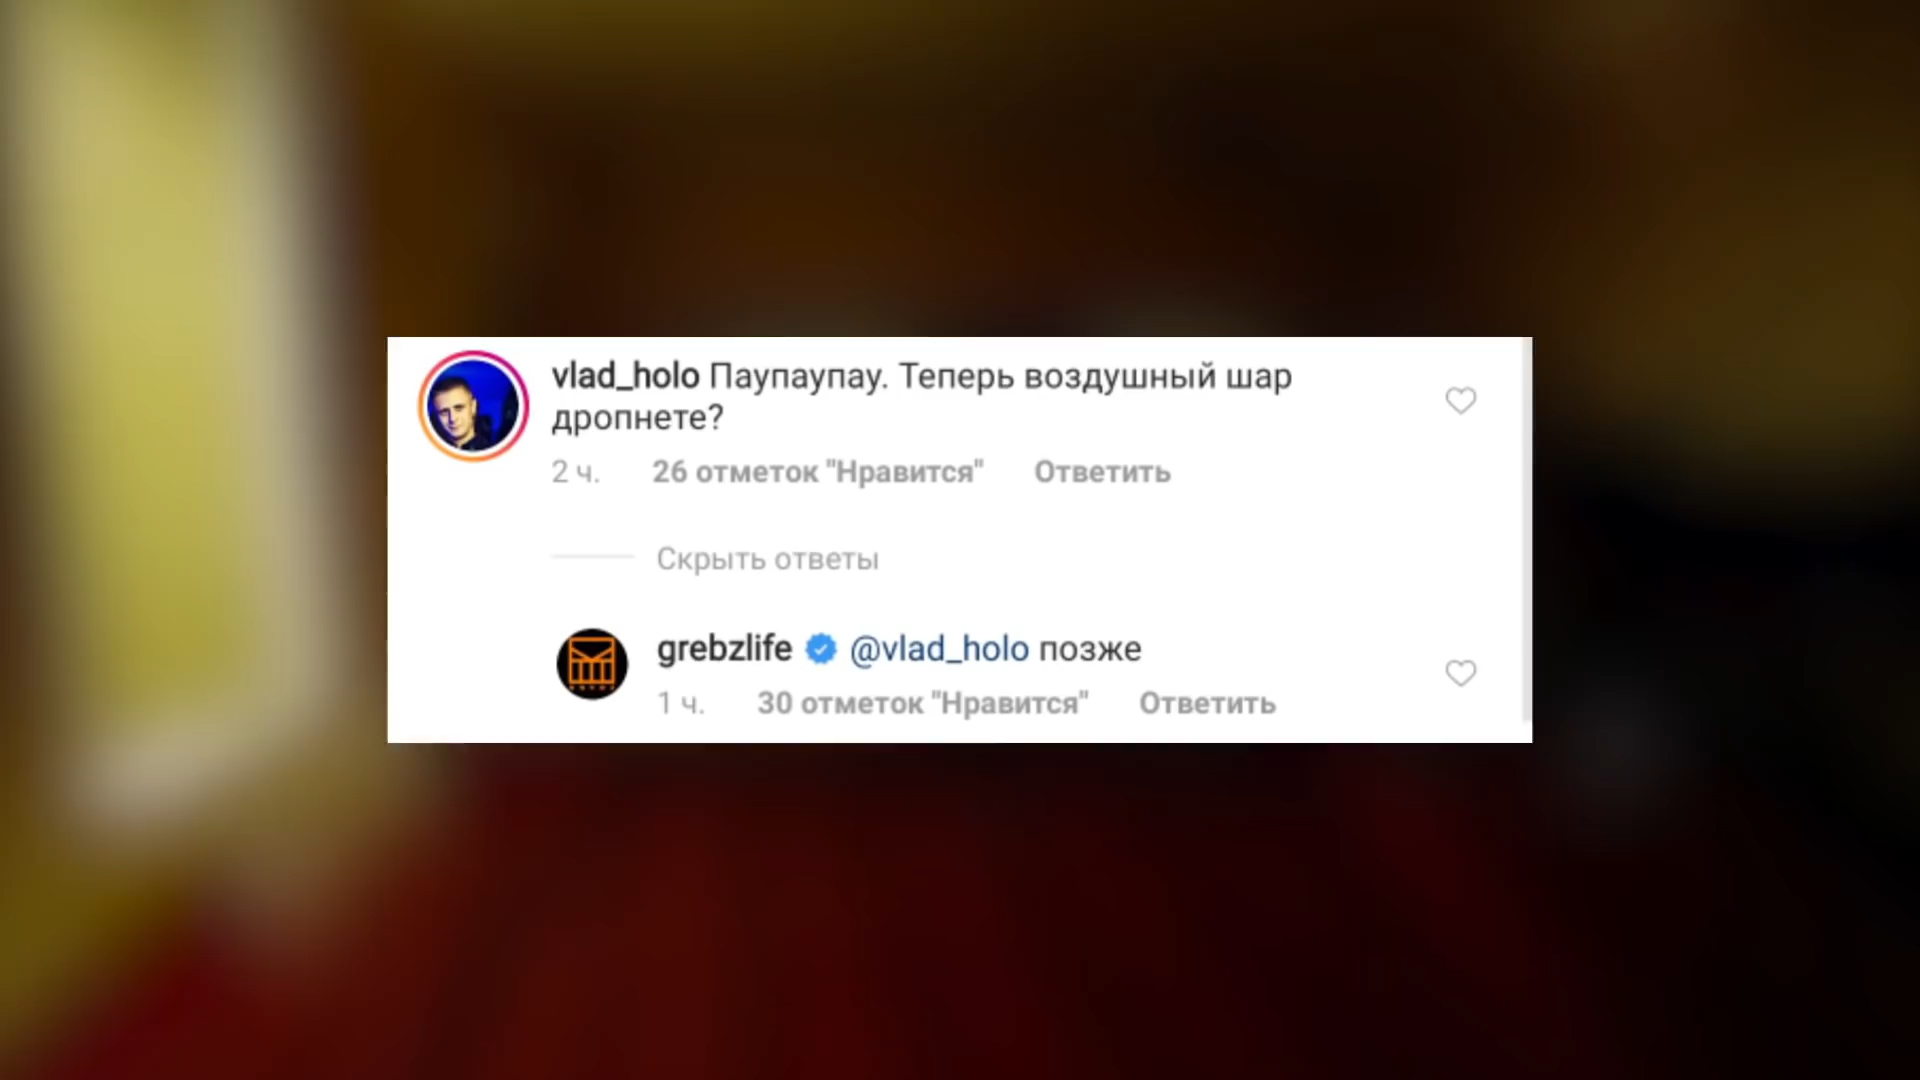 vlad_holo Паупаупау. Теперь воздушный шар
дропнете?
2 ч. 26 отметок "Нравится" Ответить
Скрыть ответы
grebzlife @vlad_holo позже
1 ч. 30 отметок "Нравится" Ответить